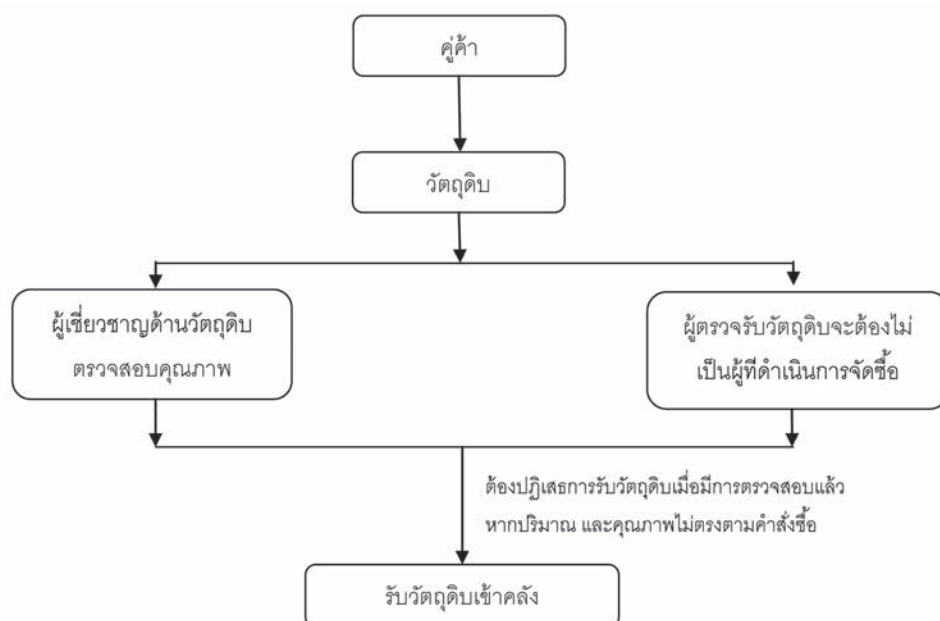 คู่ค้า
วัตถุดิบ
ผู้เชี่ยวชาญด้านวัตถุดิบ
ตรวจสอบคุณภาพ
ผู้ตรวจรับวัตถุดิบจะต้องไม่
เป็นผู้ที่ดำเนินการจัดซื้อ
ต้องปฏิเสธการรับวัตถุดิบเมื่อมีการตรวจสอบแล้ว
หากปริมาณ และคุณภาพไม่ตรงตามคำสั่งซื้อ
รับวัตถุดิบเข้าคลัง